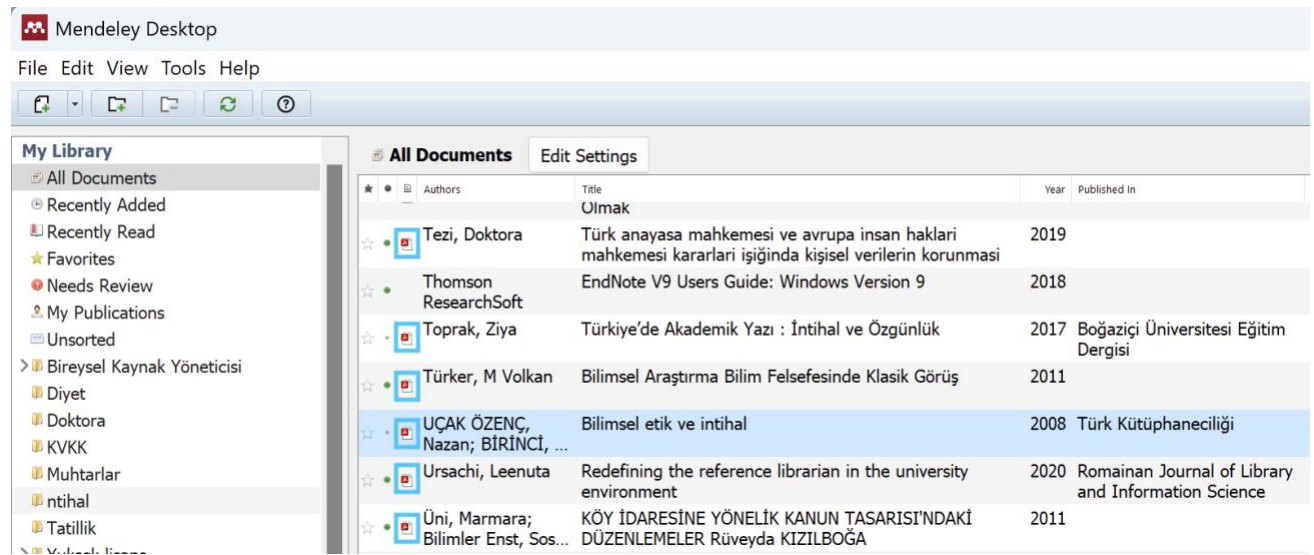 Mendeley Desktop
File Edit View Tools Help
My Library
All Documents
Recently Added
Recently Read
Favorites
Needs Review
My Publications
Unsorted
Bireysel Kaynak Yöneticisi
Diyet
Doktora
KVKK
Muhtarlar
ntihal
Tatillik
Yuksek lisans
All Documents Edit Settings
Authors Title Year Published In
Olmak
Tezi, Doktora Türk anayasa mahkemesi ve avrupa insan haklari 2019
mahkemesi kararlari işiğinda kişisel verilerin korunmasi
Thomson EndNote V9 Users Guide: Windows Version 9 2018
ResearchSoft
Toprak, Ziya Türkiye'de Akademik Yazı : İntihal ve Özgünlük 2017 Boğaziçi Üniversitesi Eğitim
Dergisi
Türker, M Volkan Bilimsel Araştırma Bilim Felsefesinde Klasik Görüş 2011
UÇAK ÖZENÇ, Bilimsel etik ve intihal 2008 Türk Kütüphaneciliği
Nazan; BİRİNCİ, ...
Ursachi, Leenuta Redefining the reference librarian in the university 2020 Romainan Journal of Library
environment and Information Science
Üni, Marmara; KÖY İDARESİNE YÖNELİK KANUN TASARISI'NDAKİ 2011
Bilimler Enst, Sos... DÜZENLEMELER Rüveyda KIZILBOĞA